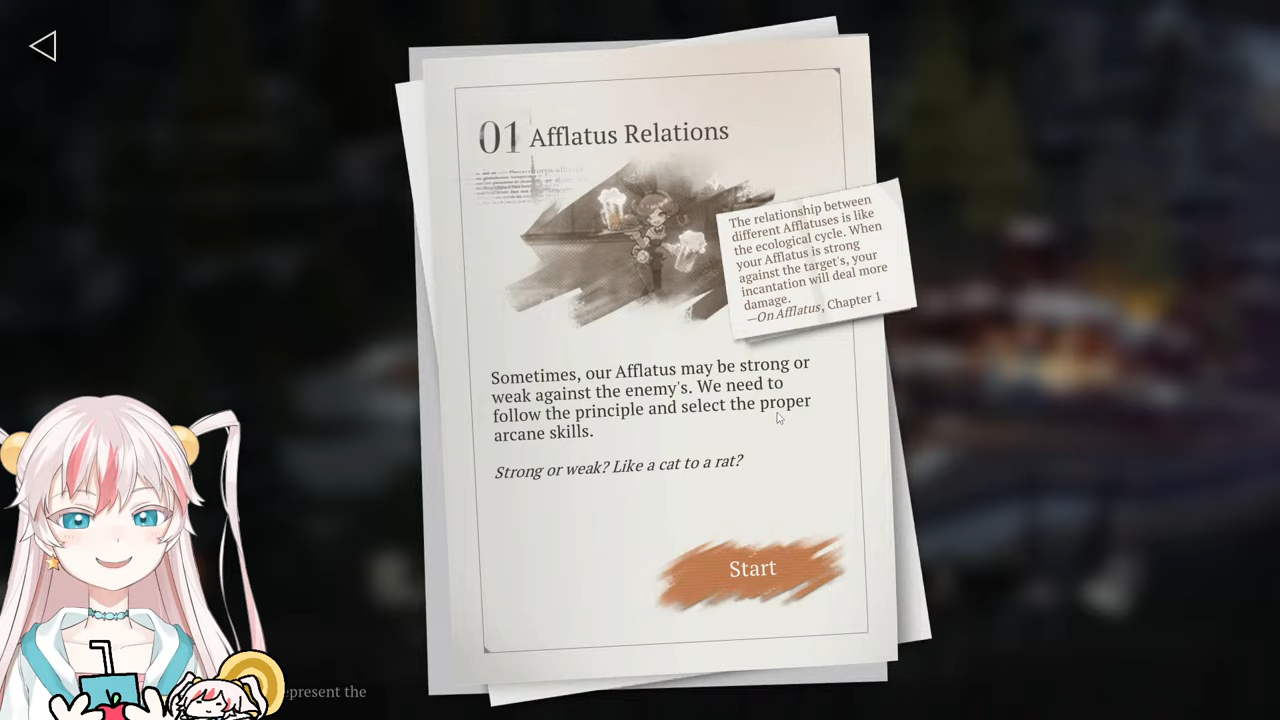 01 Afflatus Relations
The relationship between
different Afflatuses is like
the ecological cycle. When
your Afflatus is strong
against the target's, your
incantation will deal more
damage.
—On Afflatus, Chapter 1
Sometimes, our Afflatus may be strong or
weak against the enemy's. We need to
follow the principle and select the proper
arcane skills.
Strong or weak? Like a cat to a rat?
Start
the